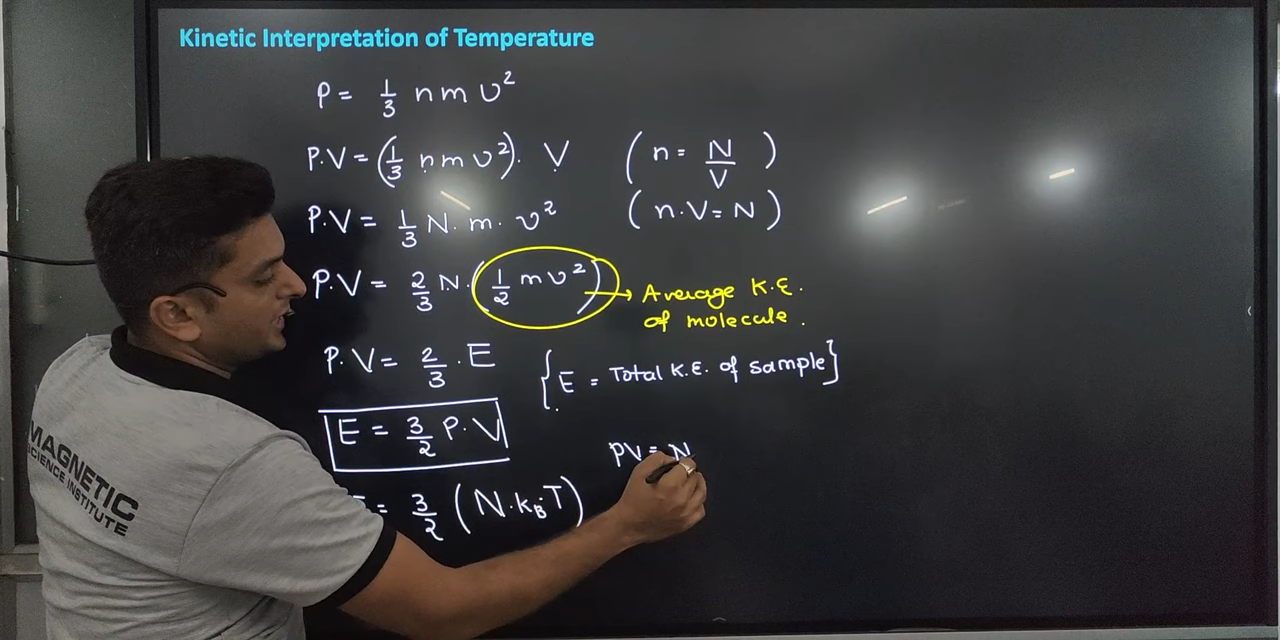 Kinetic Interpretation of Temperature
P = 1/3 n m v²
P.V = (1/3 n m v²). V (n = N/V)
P.V = 1/3 N. m. v² (n.V = N)
P.V = 2/3 N. (1/2 m v²) → Average K.E.
of molecule.
P.V = 2/3 . E {E = Total K.E. of sample}
E = 3/2 P.V
PV = N
= 3/2 (N.k_B.T)
MAGNETIC
SCIENCE INSTITUTE